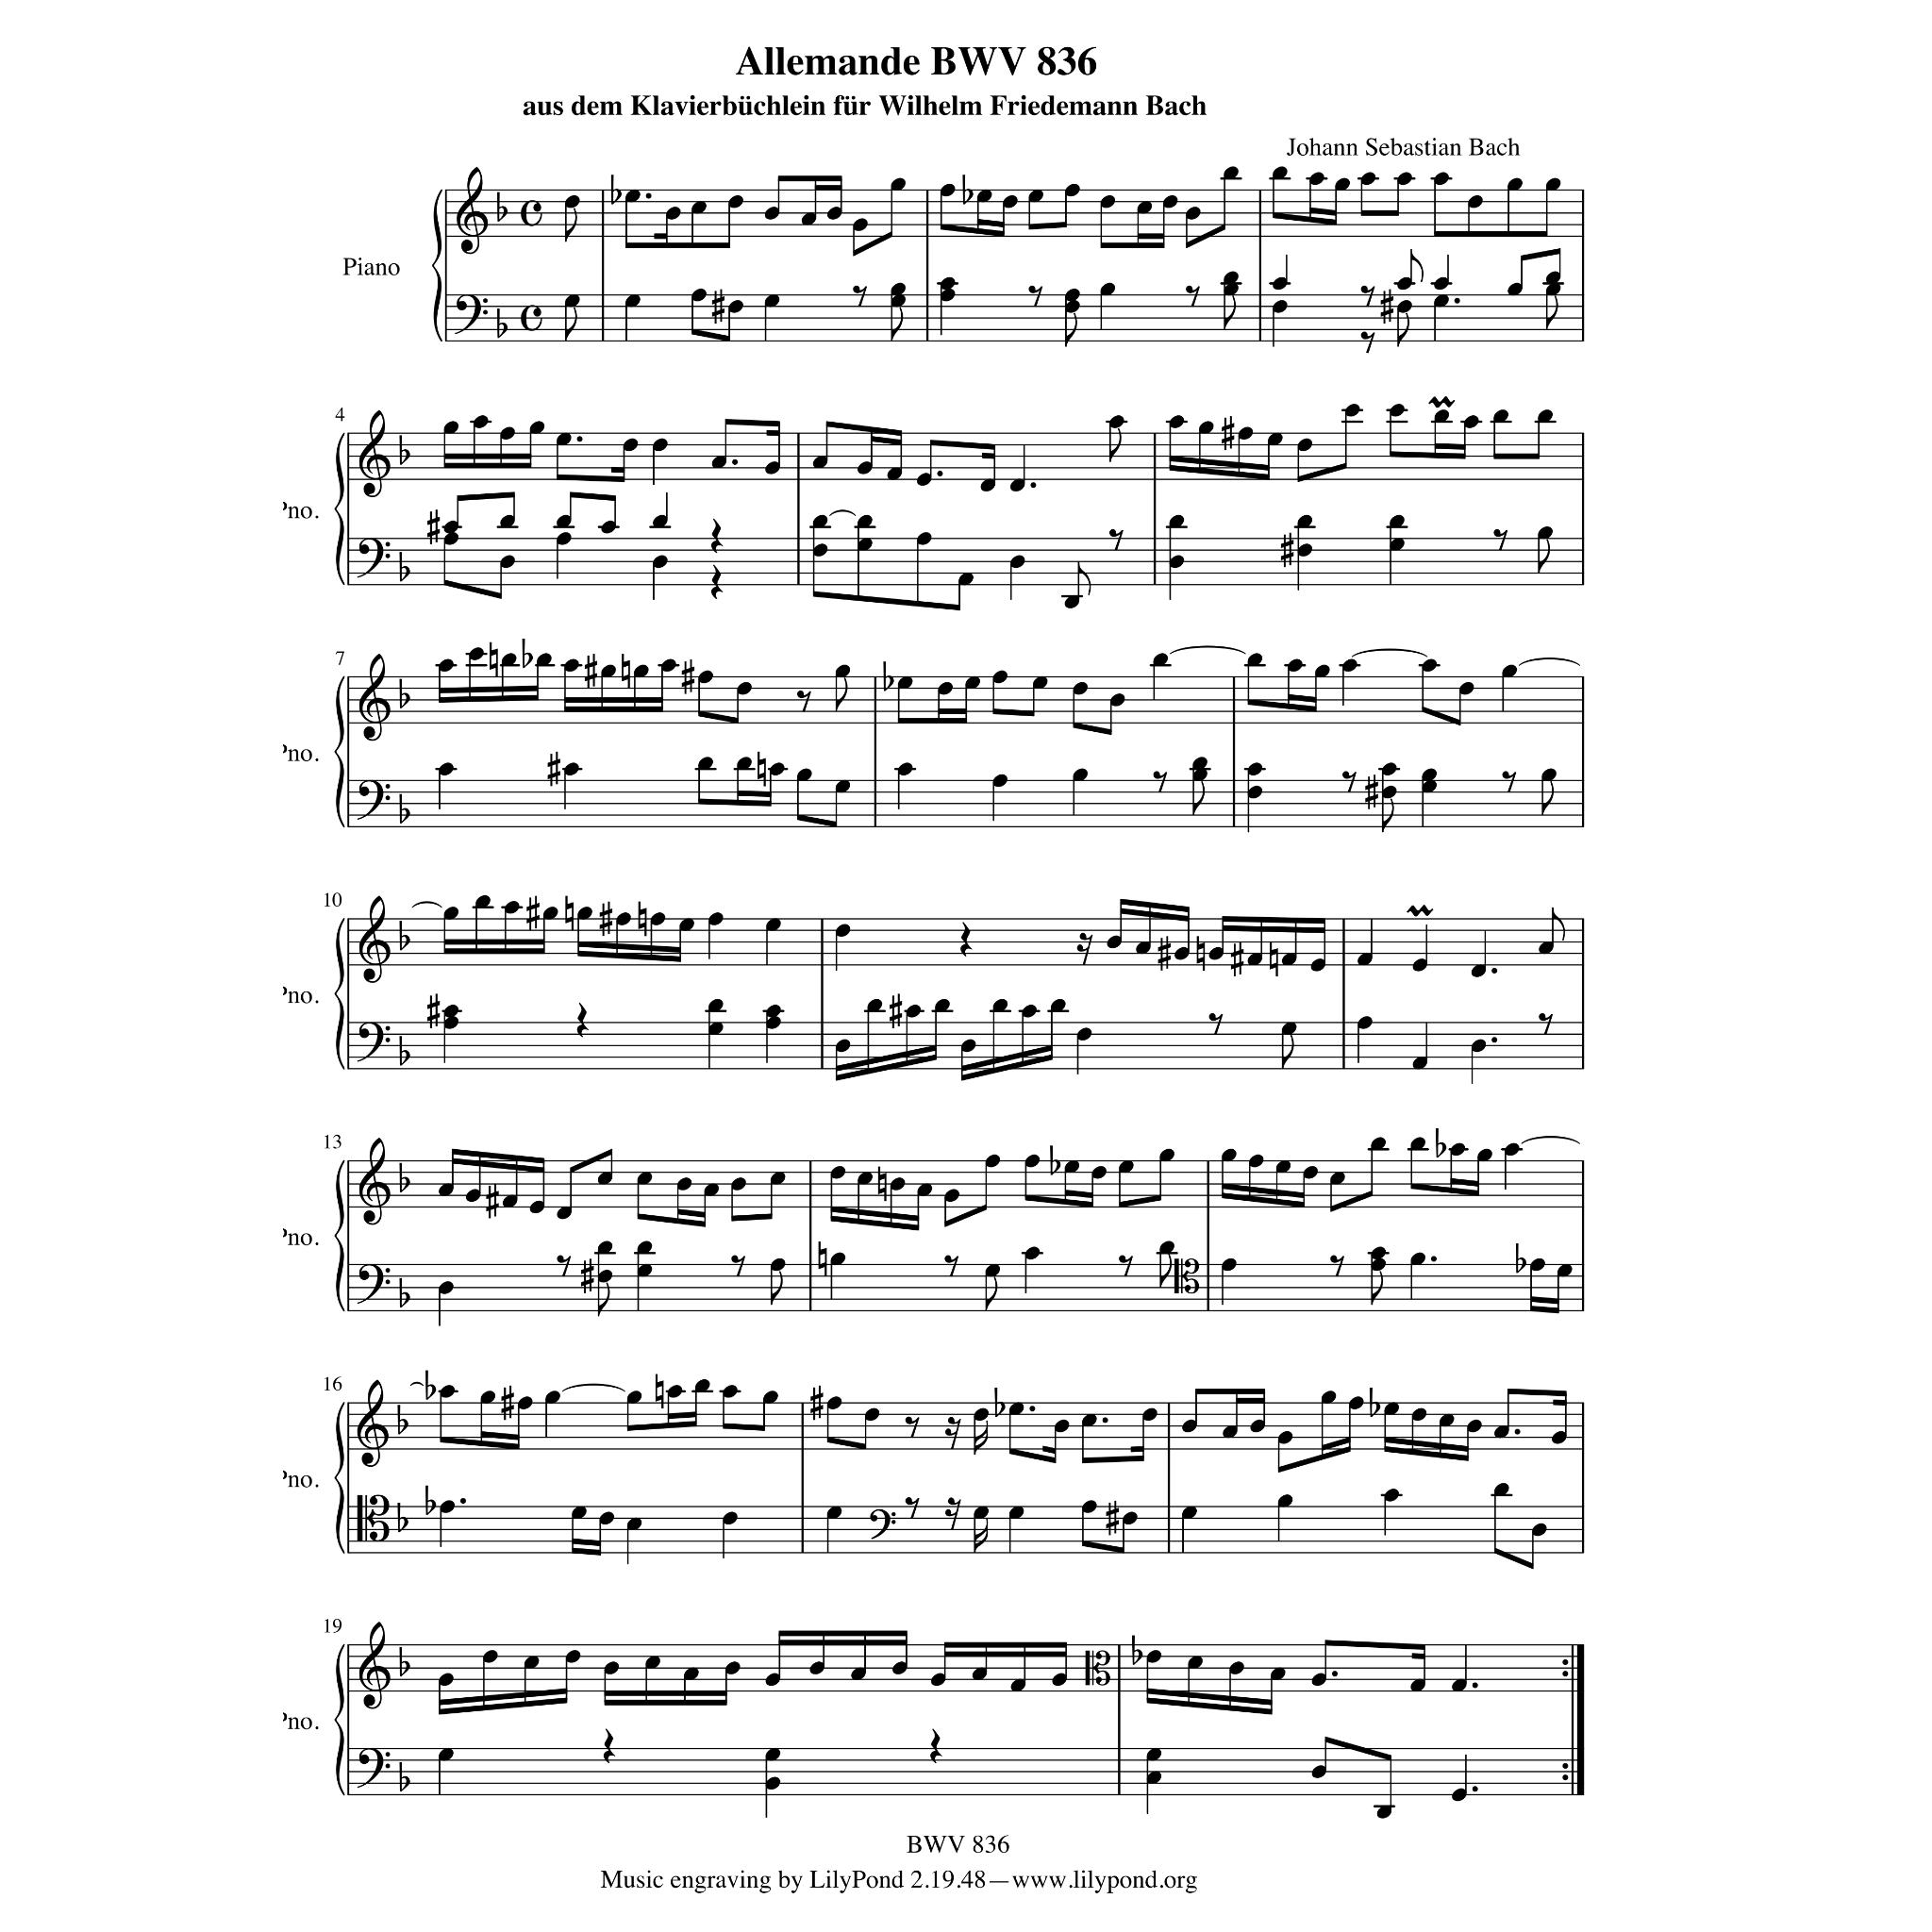 Allemande BWV 836
aus dem Klavierbüchlein für Wilhelm Friedemann Bach
Johann Sebastian Bach
Piano
4
Pno.
7
Pno.
10
Pno.
13
Pno.
16
Pno.
19
Pno.
BWV 836
Music engraving by LilyPond 2.19.48—www.lilypond.org